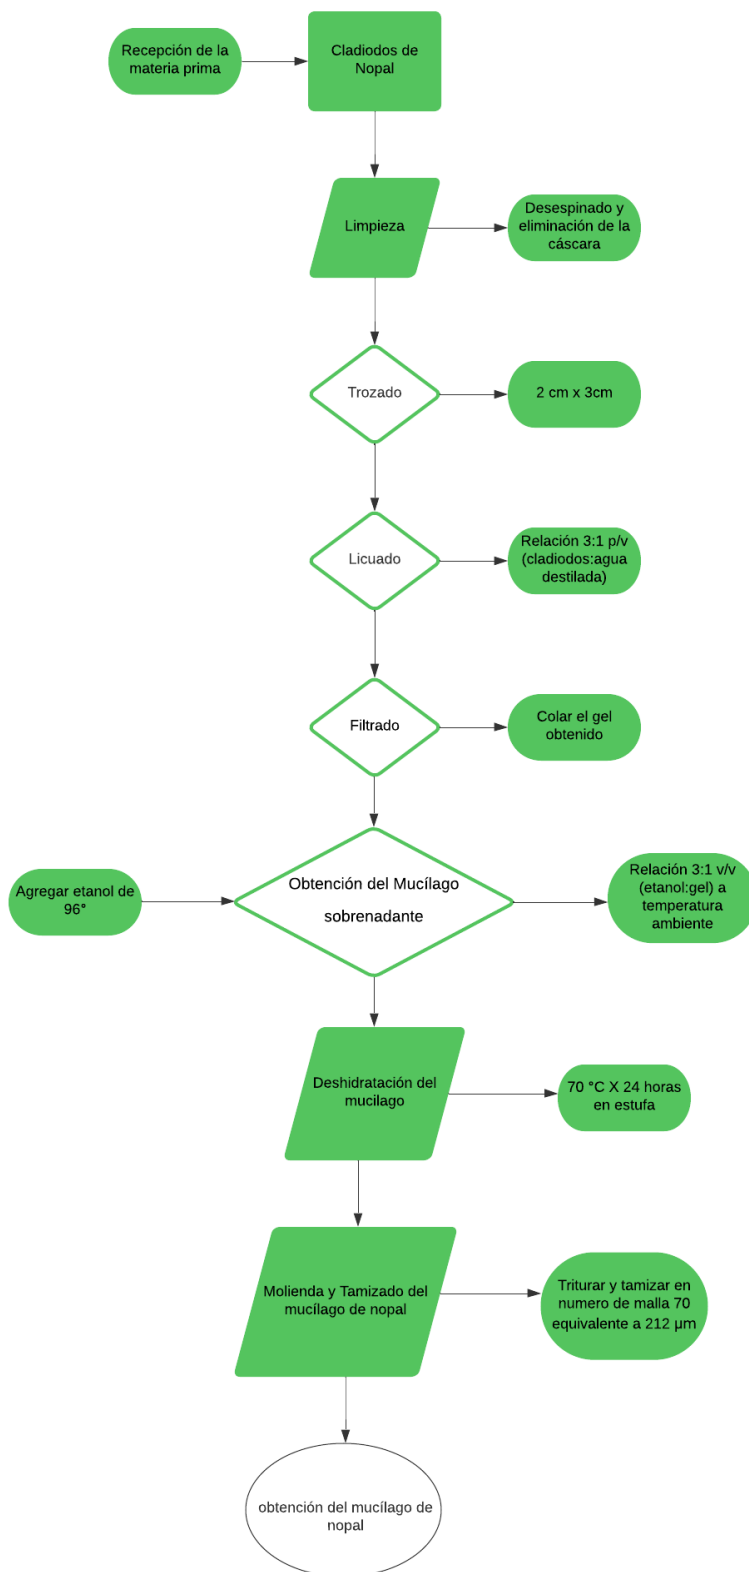 Recepción de la
materia prima
Cladiodos de
Nopal
Limpieza
Desespinado y
eliminación de la
cáscara
Trozado
2 cm x 3cm
Licuado
Relación 3:1 p/v
(cladiodos:agua
destilada)
Filtrado
Colar el gel
obtenido
Agregar etanol de
96°
Obtención del Mucílago
sobrenadante
Relación 3:1 v/v
(etanol:gel) a
temperatura
ambiente
Deshidratación del
mucilago
70 °C X 24 horas
en estufa
Molienda y Tamizado del
mucílago de nopal
Triturar y tamizar en
numero de malla 70
equivalente a 212 µm
obtención del mucílago de
nopal